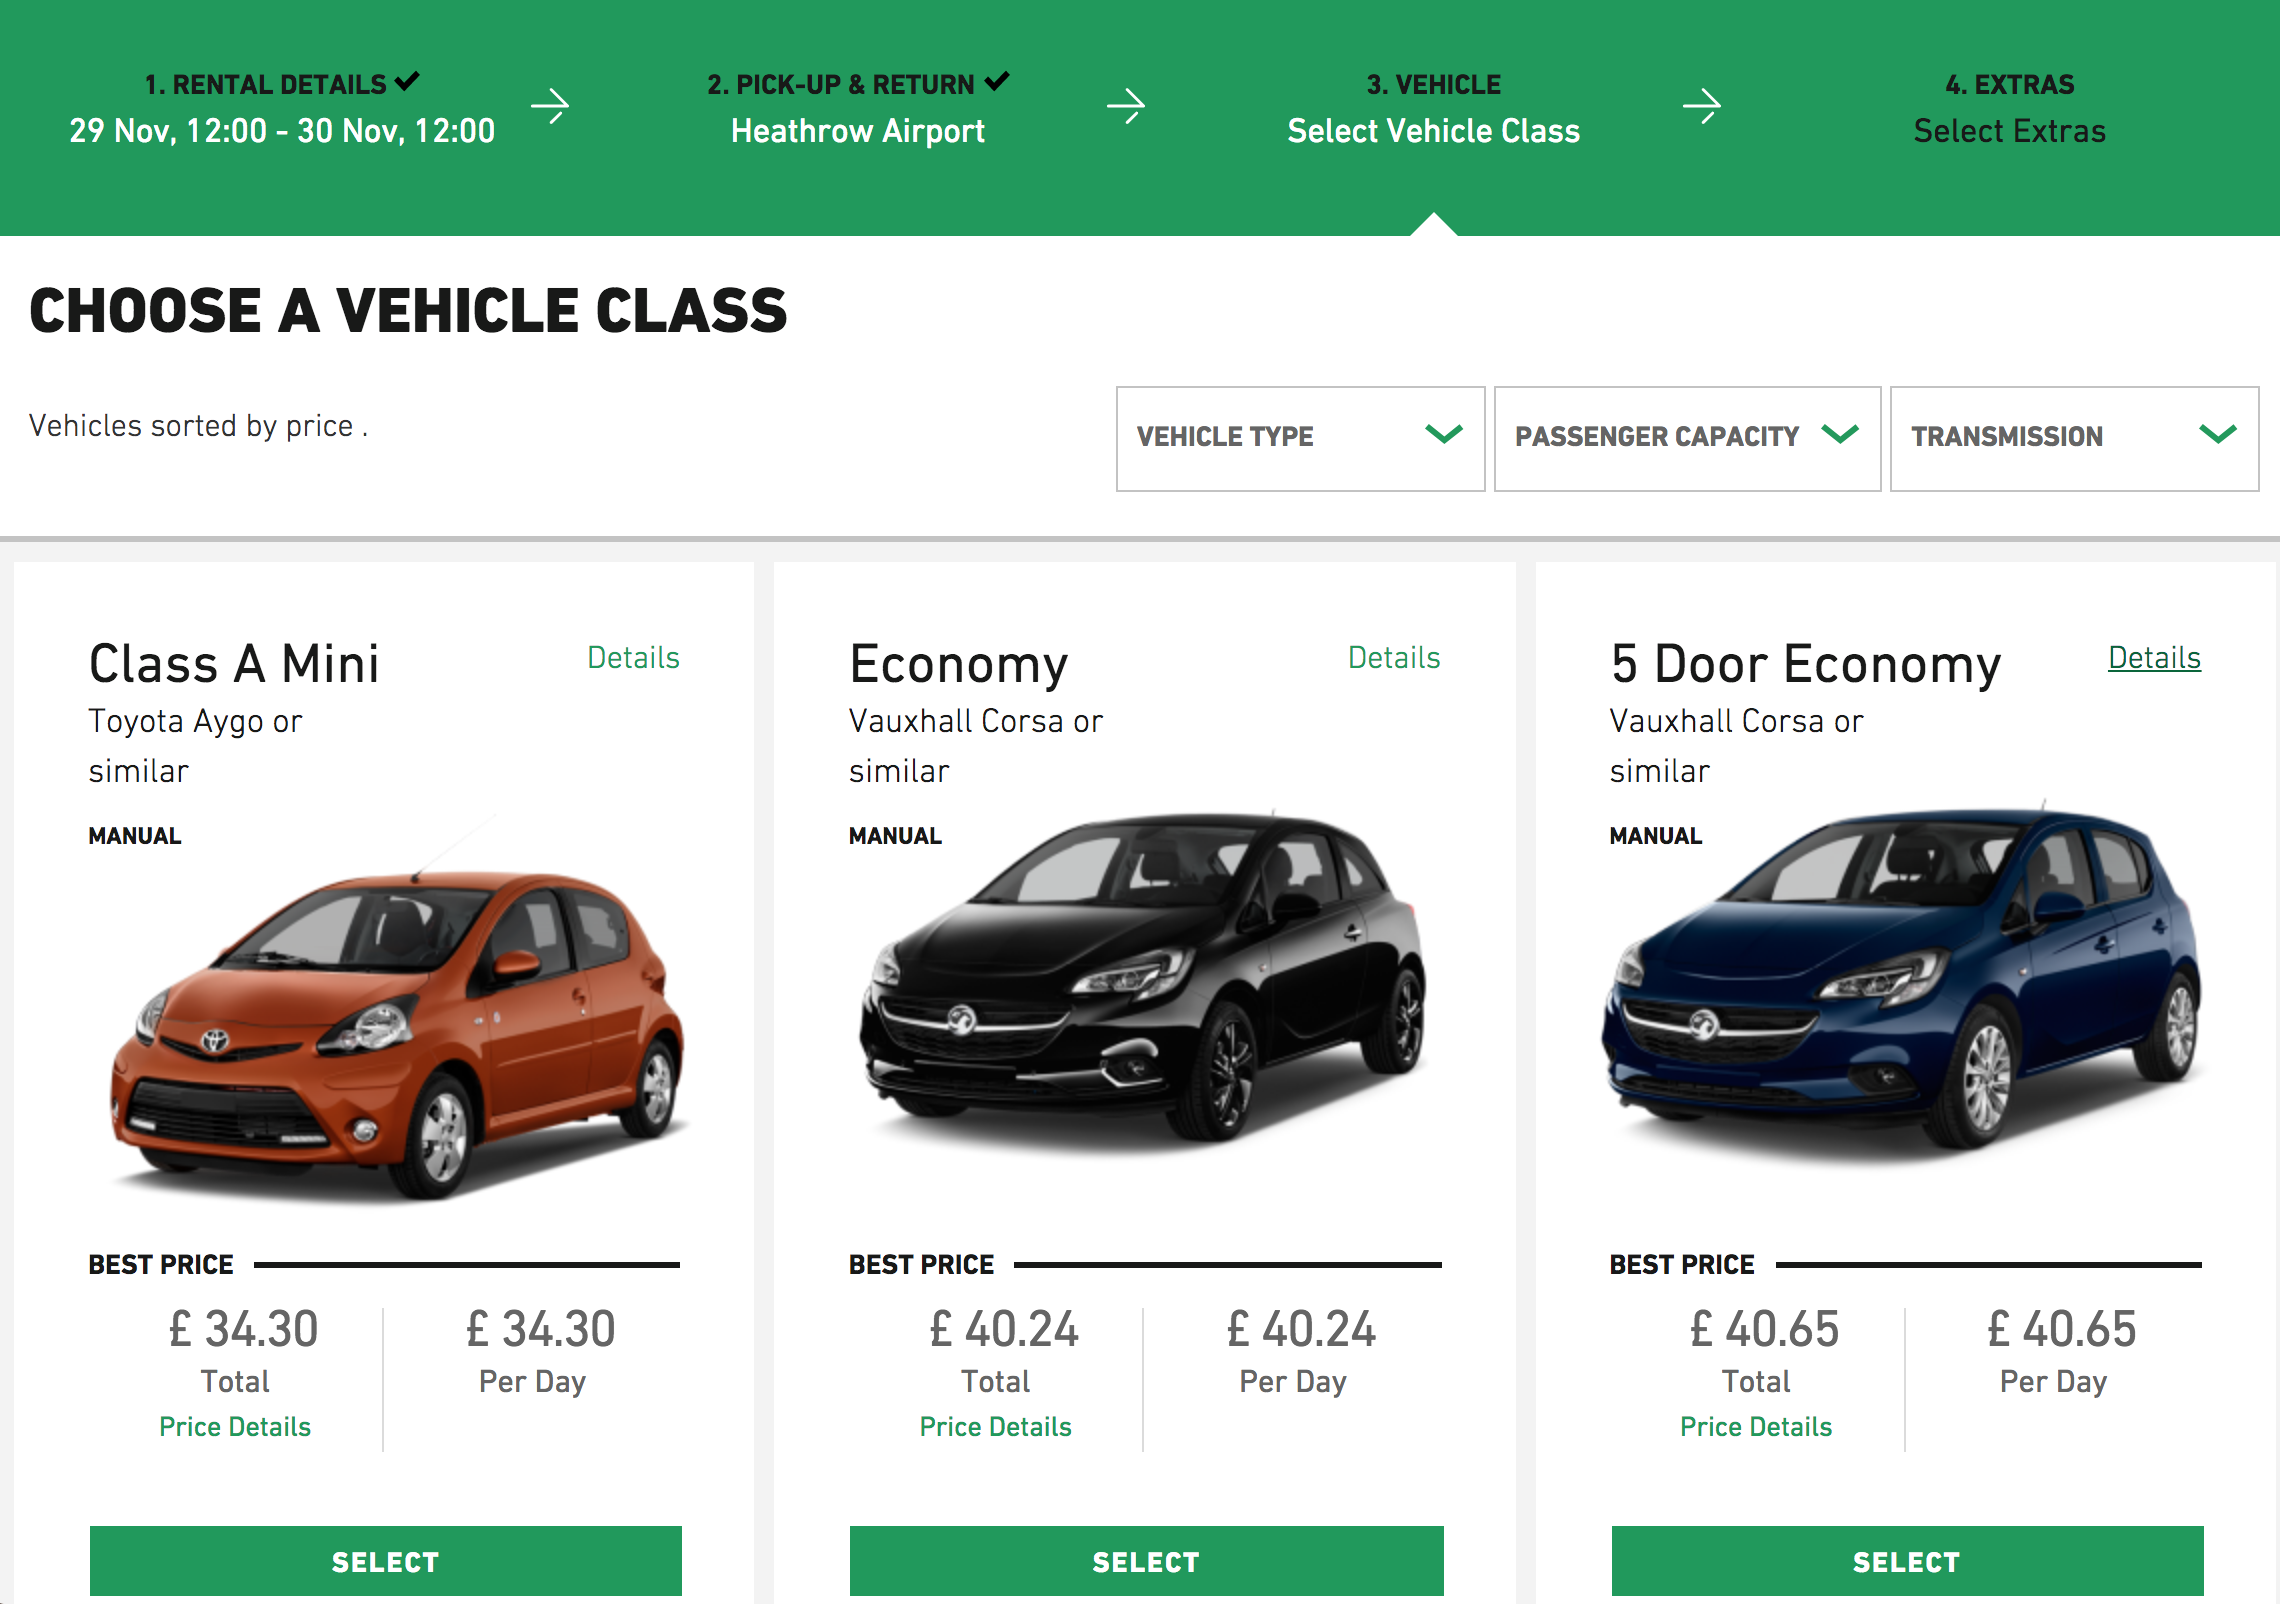 1. RENTAL DETAILS
29 Nov, 12:00 - 30 Nov, 12:00
2. PICK-UP & RETURN
Heathrow Airport
3. VEHICLE
Select Vehicle Class
4. EXTRAS
Select Extras
CHOOSE A VEHICLE CLASS
Vehicles sorted by price .
VEHICLE TYPE
PASSENGER CAPACITY
TRANSMISSION
Class A Mini
Details
Toyota Aygo or
similar
MANUAL
BEST PRICE
£ 34.30
Total
Price Details
£ 34.30
Per Day
SELECT
Economy
Details
Vauxhall Corsa or
similar
MANUAL
BEST PRICE
£ 40.24
Total
Price Details
£ 40.24
Per Day
SELECT
5 Door Economy
Details
Vauxhall Corsa or
similar
MANUAL
BEST PRICE
£ 40.65
Total
Price Details
£ 40.65
Per Day
SELECT